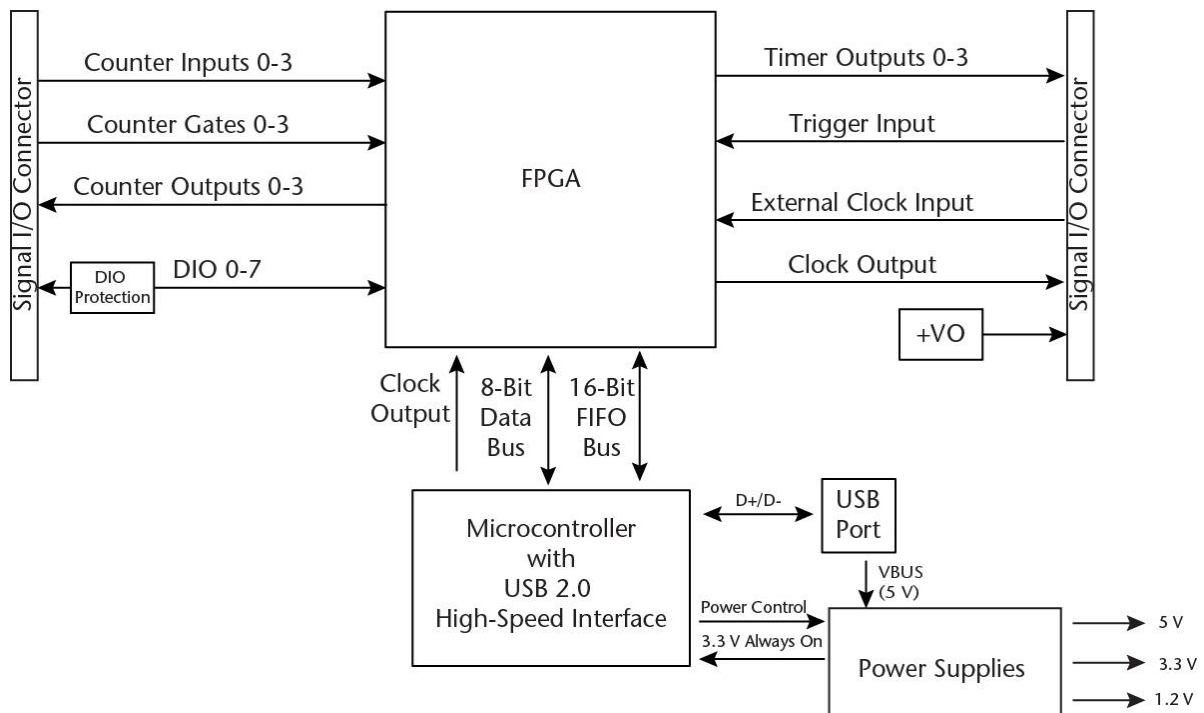 Signal I/O Connector
Counter Inputs 0-3
Counter Gates 0-3
Counter Outputs 0-3
DIO 0-7
DIO
Protection
FPGA
Timer Outputs 0-3
Trigger Input
External Clock Input
Clock Output
+VO
Signal I/O Connector
Clock
Output
8-Bit
Data
Bus
16-Bit
FIFO
Bus
Microcontroller
with
USB 2.0
High-Speed Interface
D+/D-
USB
Port
VBUS
(5 V)
Power Control
3.3 V Always On
Power Supplies
5 V
3.3 V
1.2 V